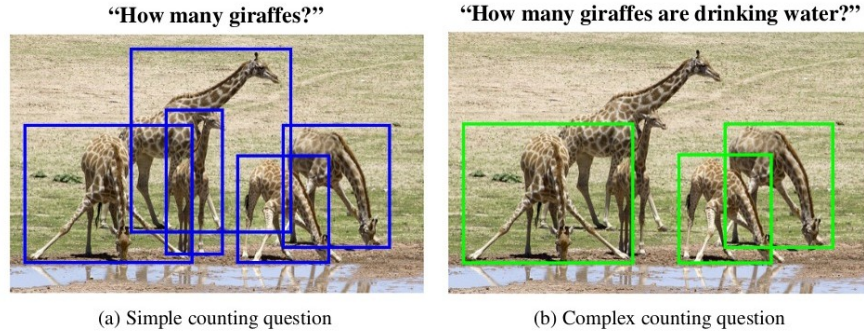 “How many giraffes?”
“How many giraffes are drinking water?”
(a) Simple counting question
(b) Complex counting question